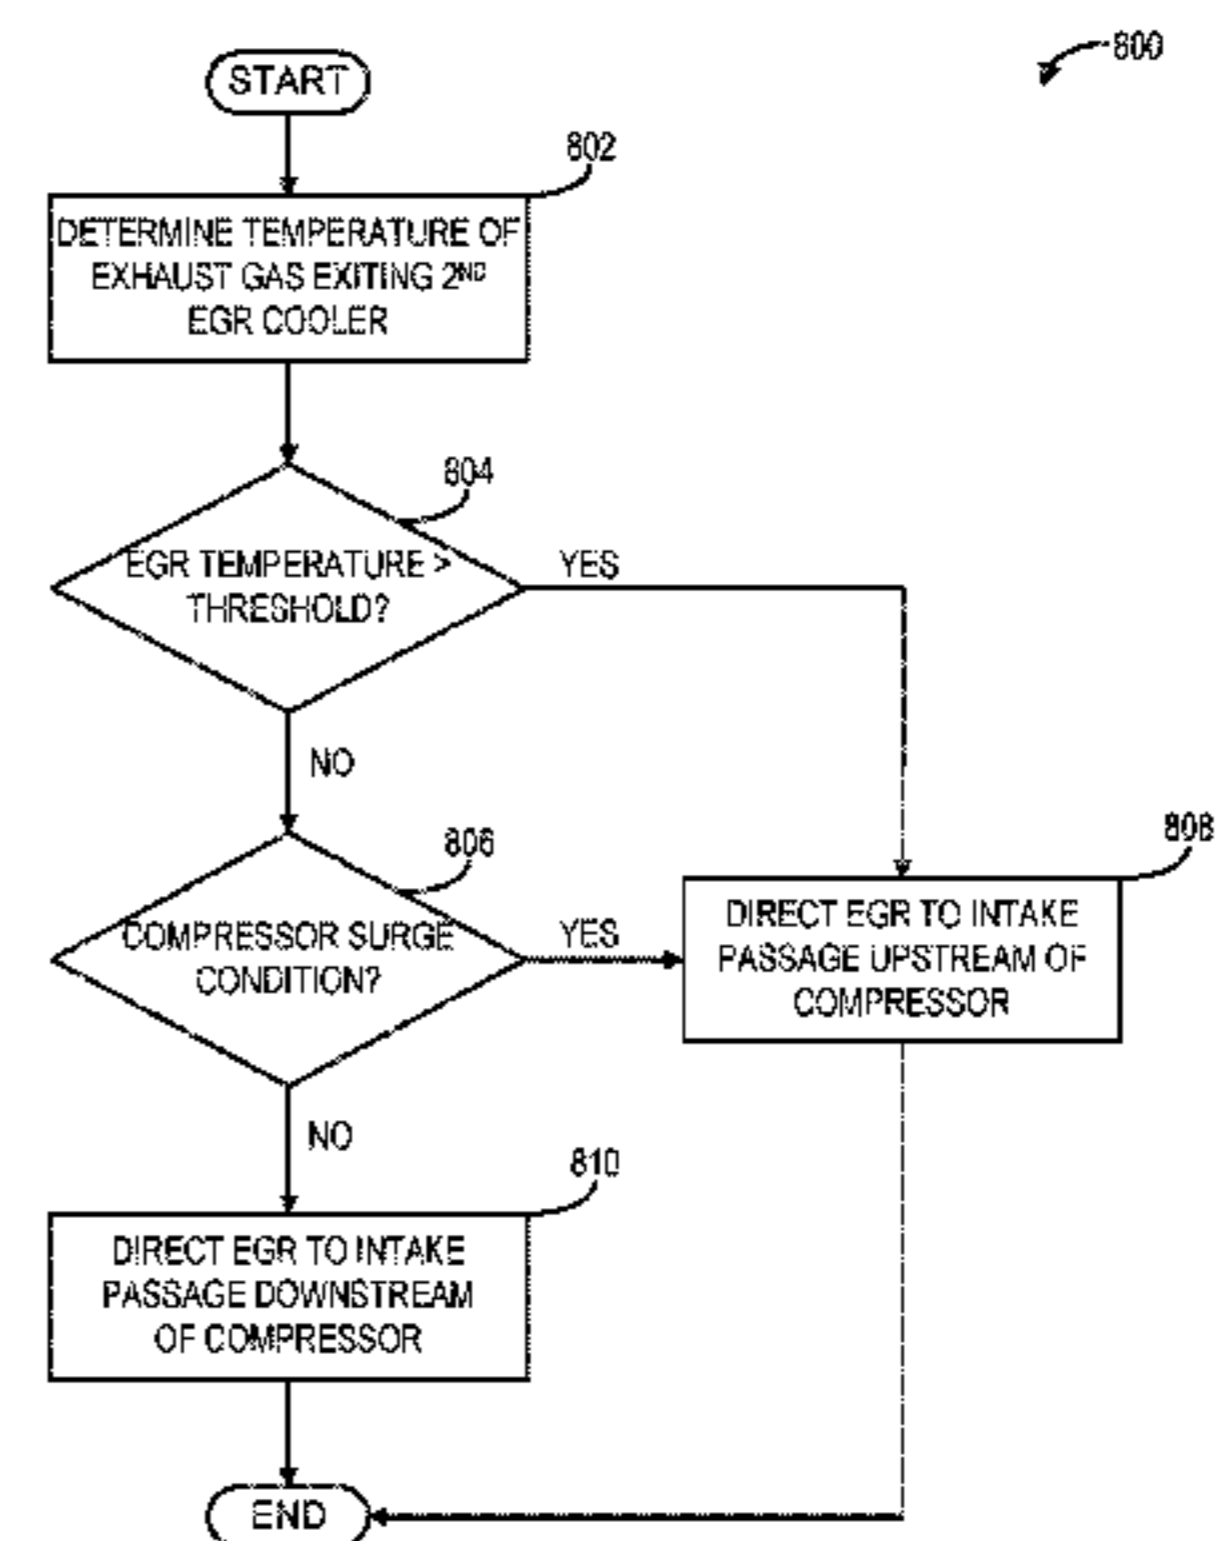 800
START
802
DETERMINE TEMPERATURE OF
EXHAUST GAS EXITING 2ND
EGR COOLER
804
EGR TEMPERATURE >
THRESHOLD?
YES
NO
806
COMPRESSOR SURGE
CONDITION?
YES
808
DIRECT EGR TO INTAKE
PASSAGE UPSTREAM OF
COMPRESSOR
NO
810
DIRECT EGR TO INTAKE
PASSAGE DOWNSTREAM
OF COMPRESSOR
END